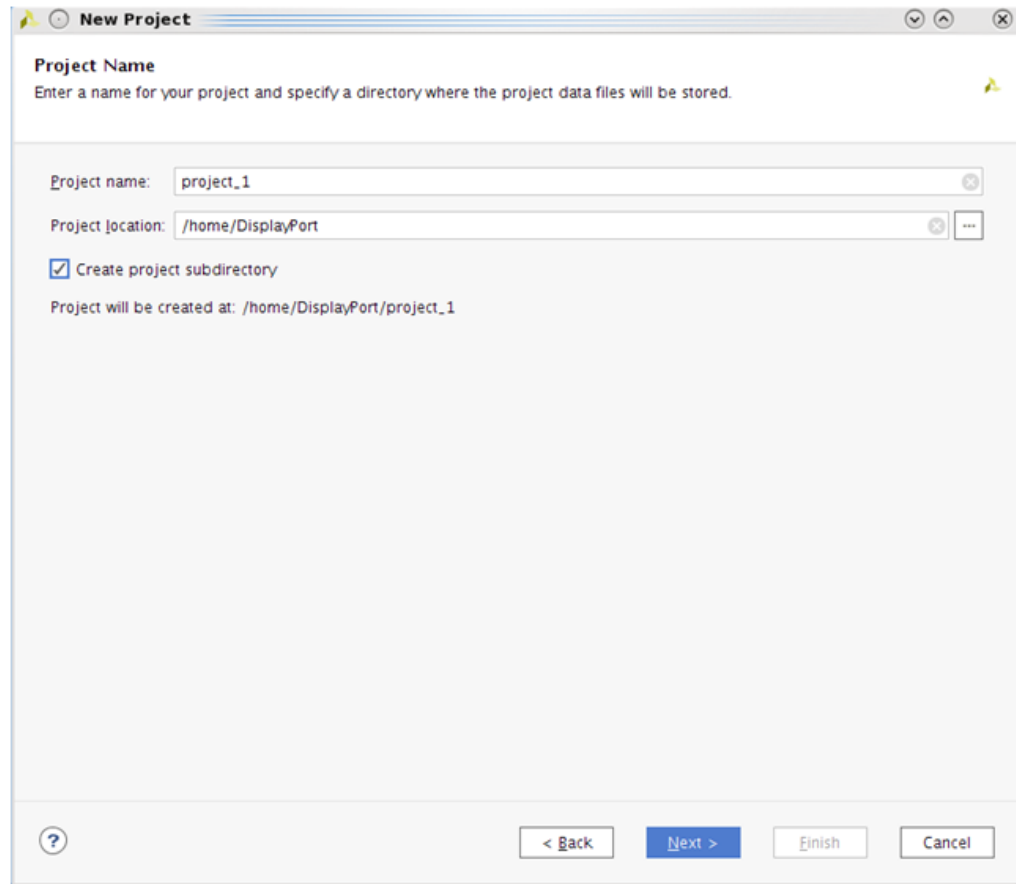 New Project
Project Name
Enter a name for your project and specify a directory where the project data files will be stored.
Project name: project_1
Project location: /home/DisplayPort ...
Create project subdirectory
Project will be created at: /home/DisplayPort/project_1
? < Back Next > Finish Cancel